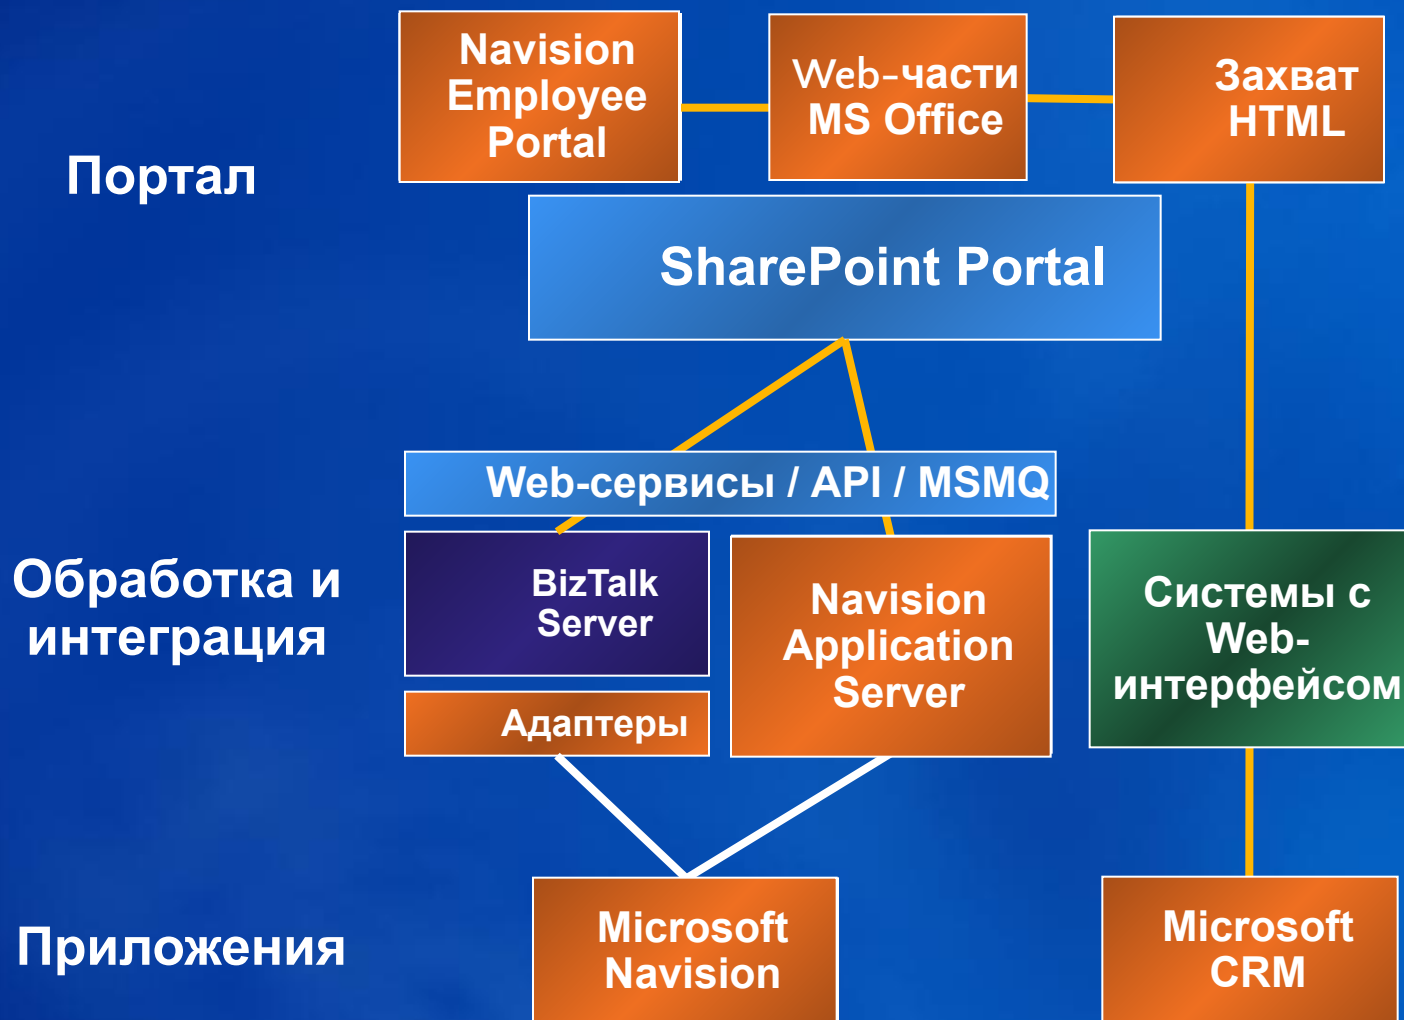 Navision
Employee
Portal
Web-части
MS Office
Захват
HTML
Портал
SharePoint Portal
Web-сервисы / API / MSMQ
Обработка и
интеграция
BizTalk
Server
Navision
Application
Server
Системы с
Web-
интерфейсом
Адаптеры
Приложения
Microsoft
Navision
Microsoft
CRM